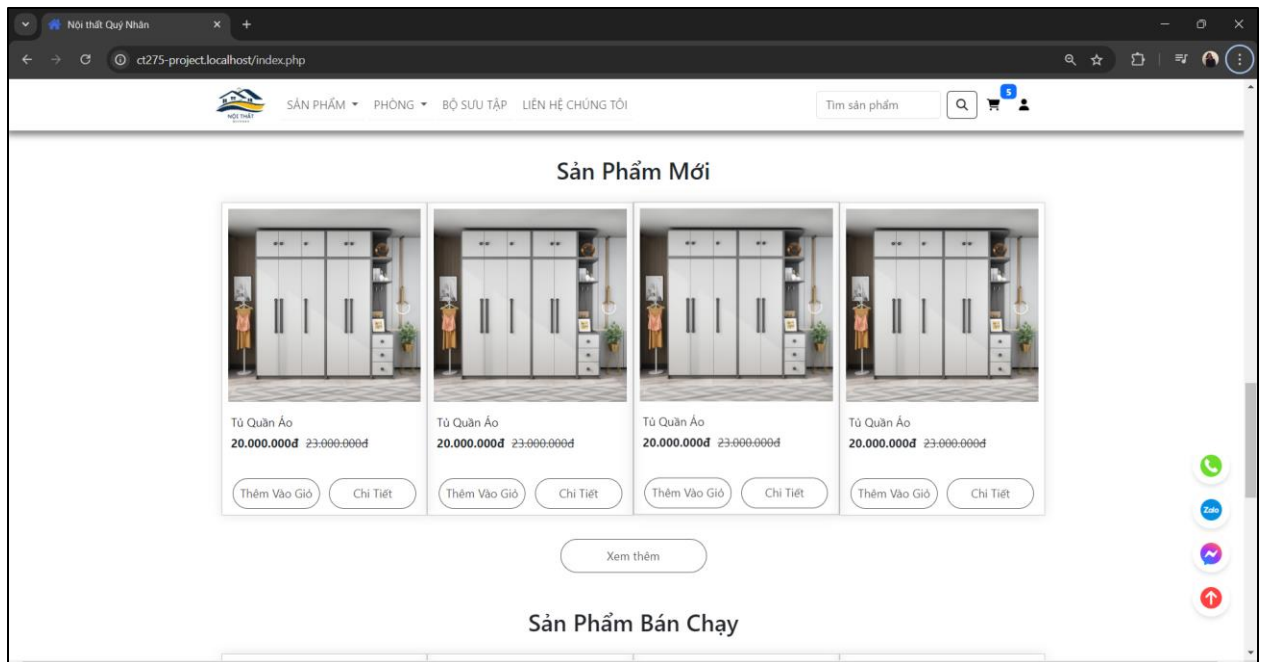 Nội thất Quý Nhân
ct275-project.localhost/index.php
NỘI THẤT
SẢN PHẨM PHÒNG BỘ SƯU TẬP LIÊN HỆ CHÚNG TÔI Tìm sản phẩm 5
Sản Phẩm Mới
Tủ Quần Áo Tủ Quần Áo Tủ Quần Áo Tủ Quần Áo
20.000.000đ 23.000.000đ 20.000.000đ 23.000.000đ 20.000.000đ 23.000.000đ 20.000.000đ 23.000.000đ
Thêm Vào Giỏ Chi Tiết Thêm Vào Giỏ Chi Tiết Thêm Vào Giỏ Chi Tiết Thêm Vào Giỏ Chi Tiết
Zalo
Xem thêm
Sản Phẩm Bán Chạy